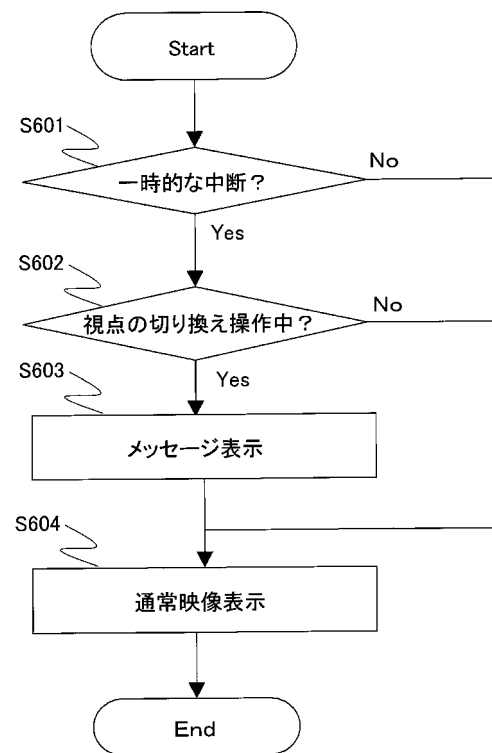 Start
S601
No
一時的な中断？
Yes
S602
No
視点の切り換え操作中？
S603
Yes
メッセージ表示
S604
通常映像表示
End